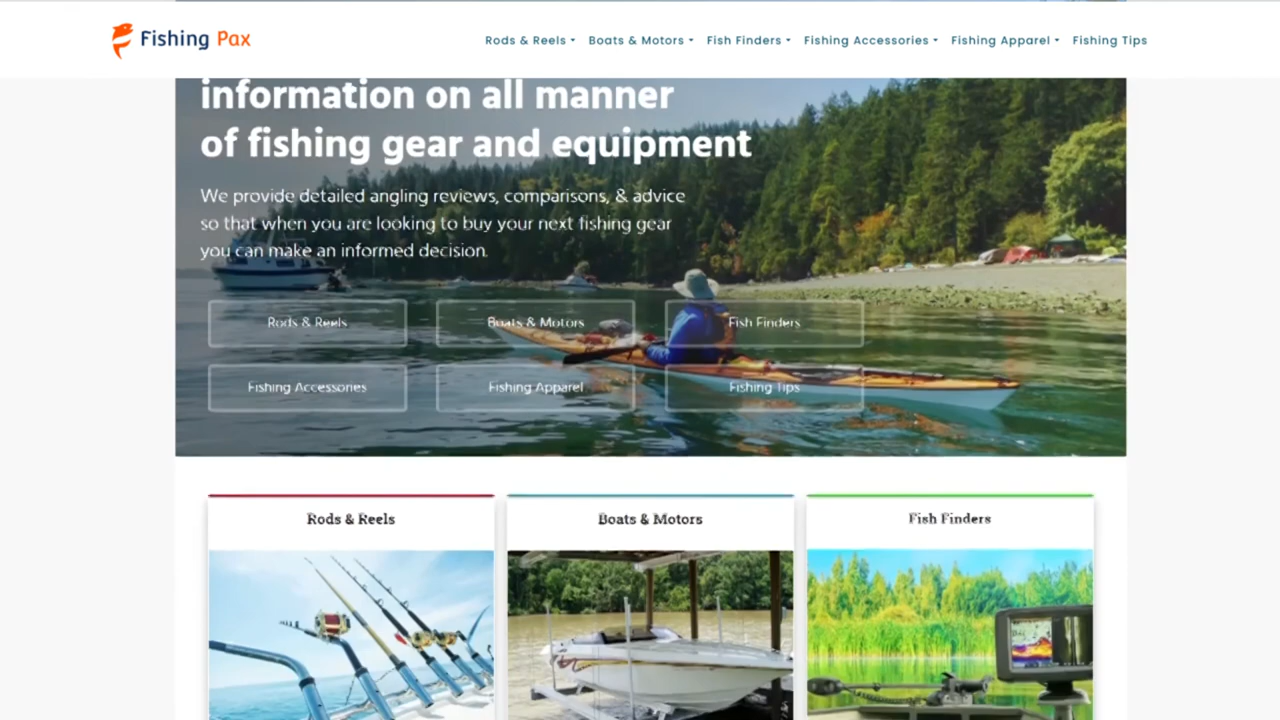 Fishing Pax
Rods & Reels Boats & Motors Fish Finders Fishing Accessories Fishing Apparel Fishing Tips
information on all manner
of fishing gear and equipment
We provide detailed angling reviews, comparisons, & advice
so that when you are looking to buy your next fishing gear
you can make an informed decision.
Rods & Reels Boats & Motors Fish Finders
Fishing Accessories Fishing Apparel Fishing Tips
Rods & Reels Boats & Motors Fish Finders